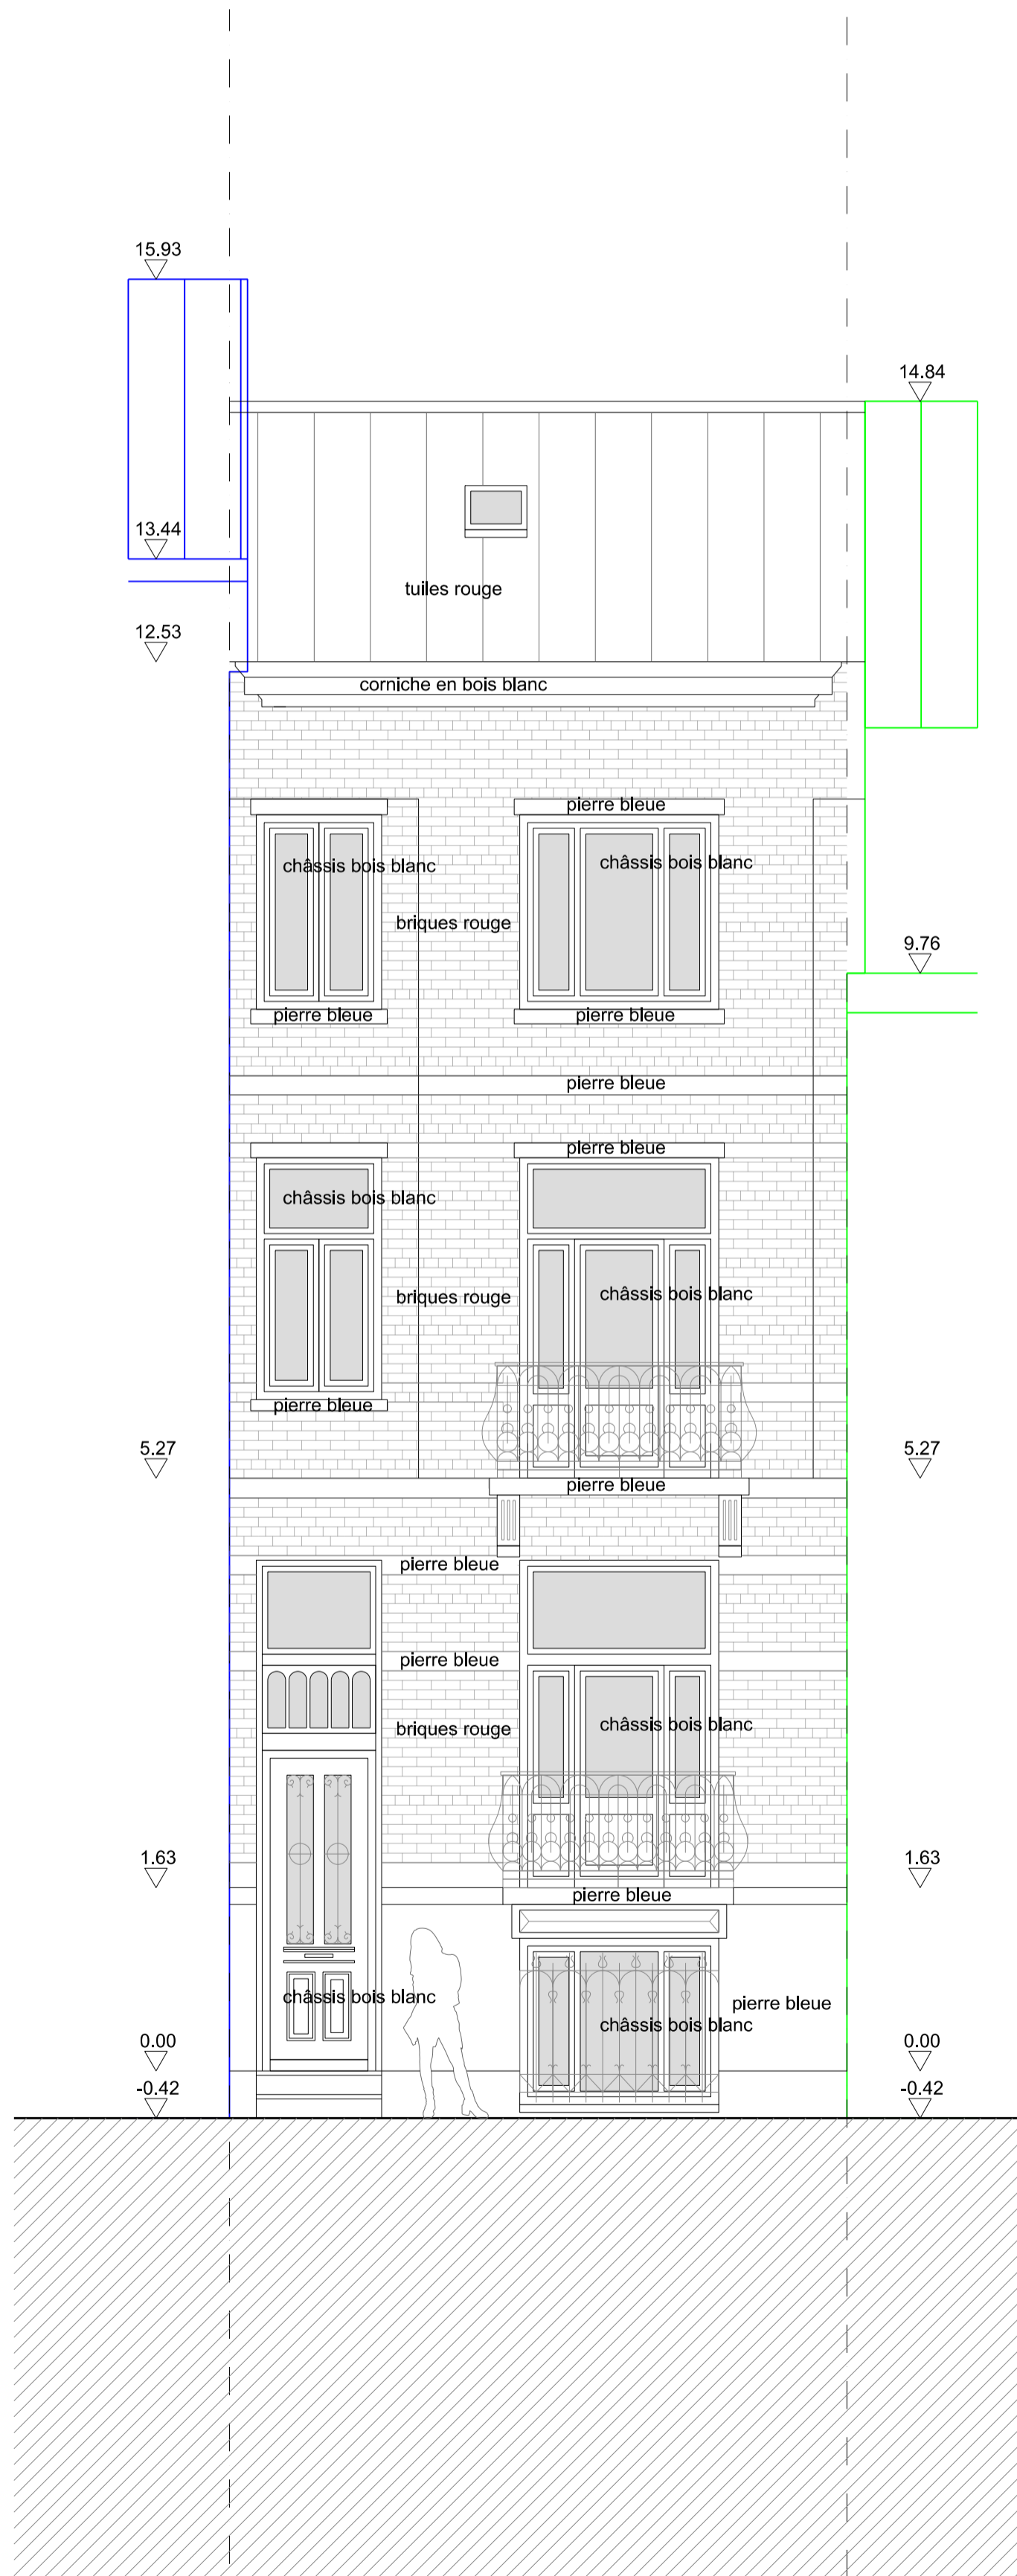 15.93
14.84
13.44
tuiles rouge
12.53
corniche en bois blanc
pierre bleue
châssis bois blanc
châssis bois blanc
briques rouge
9.76
pierre bleue
pierre bleue
pierre bleue
pierre bleue
châssis bois blanc
briques rouge
châssis bois blanc
pierre bleue
5.27
5.27
pierre bleue
pierre bleue
pierre bleue
briques rouge
châssis bois blanc
1.63
1.63
pierre bleue
châssis bois blanc
pierre bleue
châssis bois blanc
0.00
0.00
-0.42
-0.42